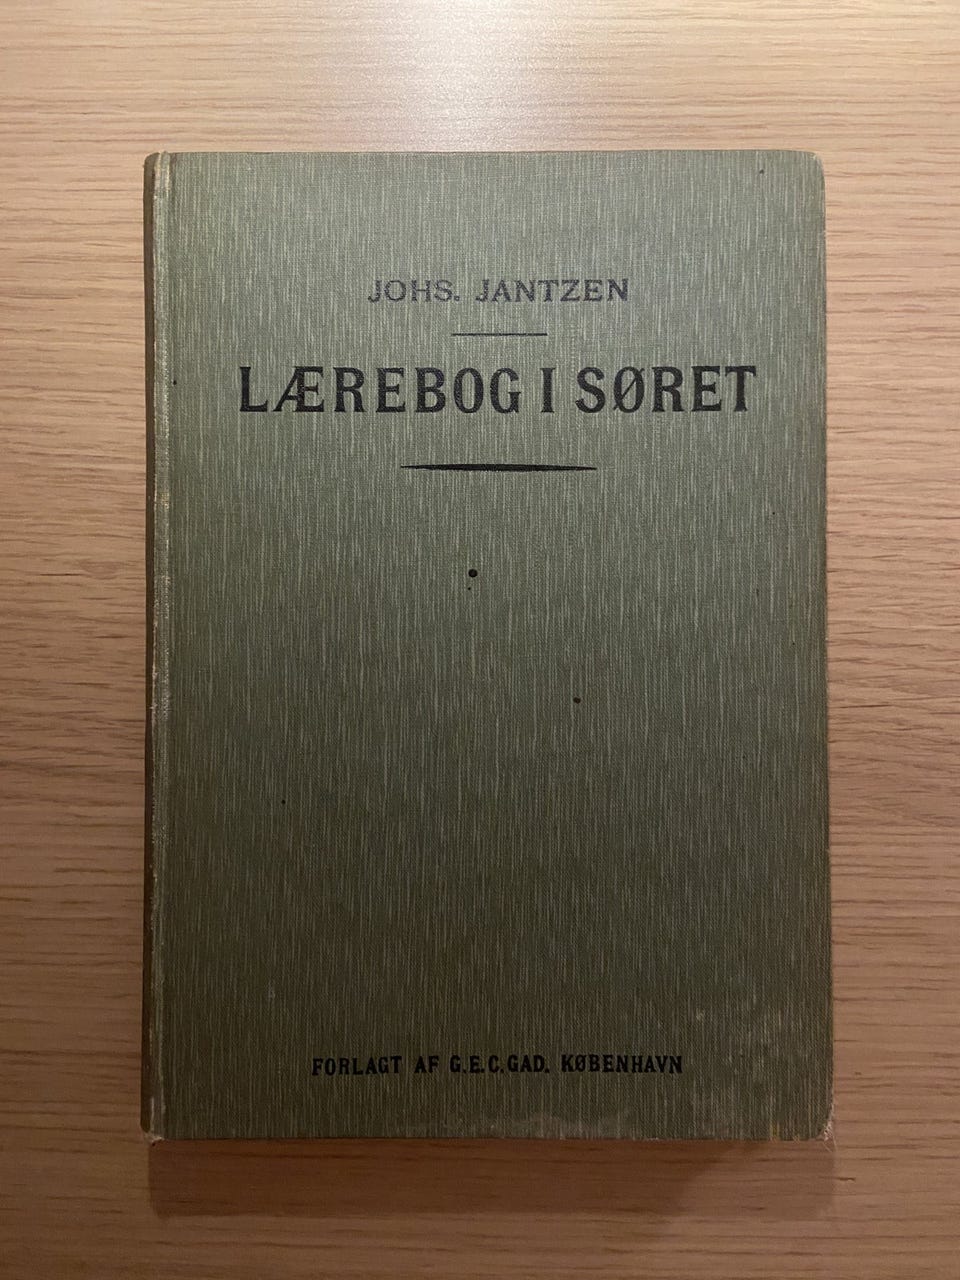 JOHS. JANTZEN
LÆREBOG I SØRET
FORLAGT AF G.E.C.GAD. KØBENHAVN